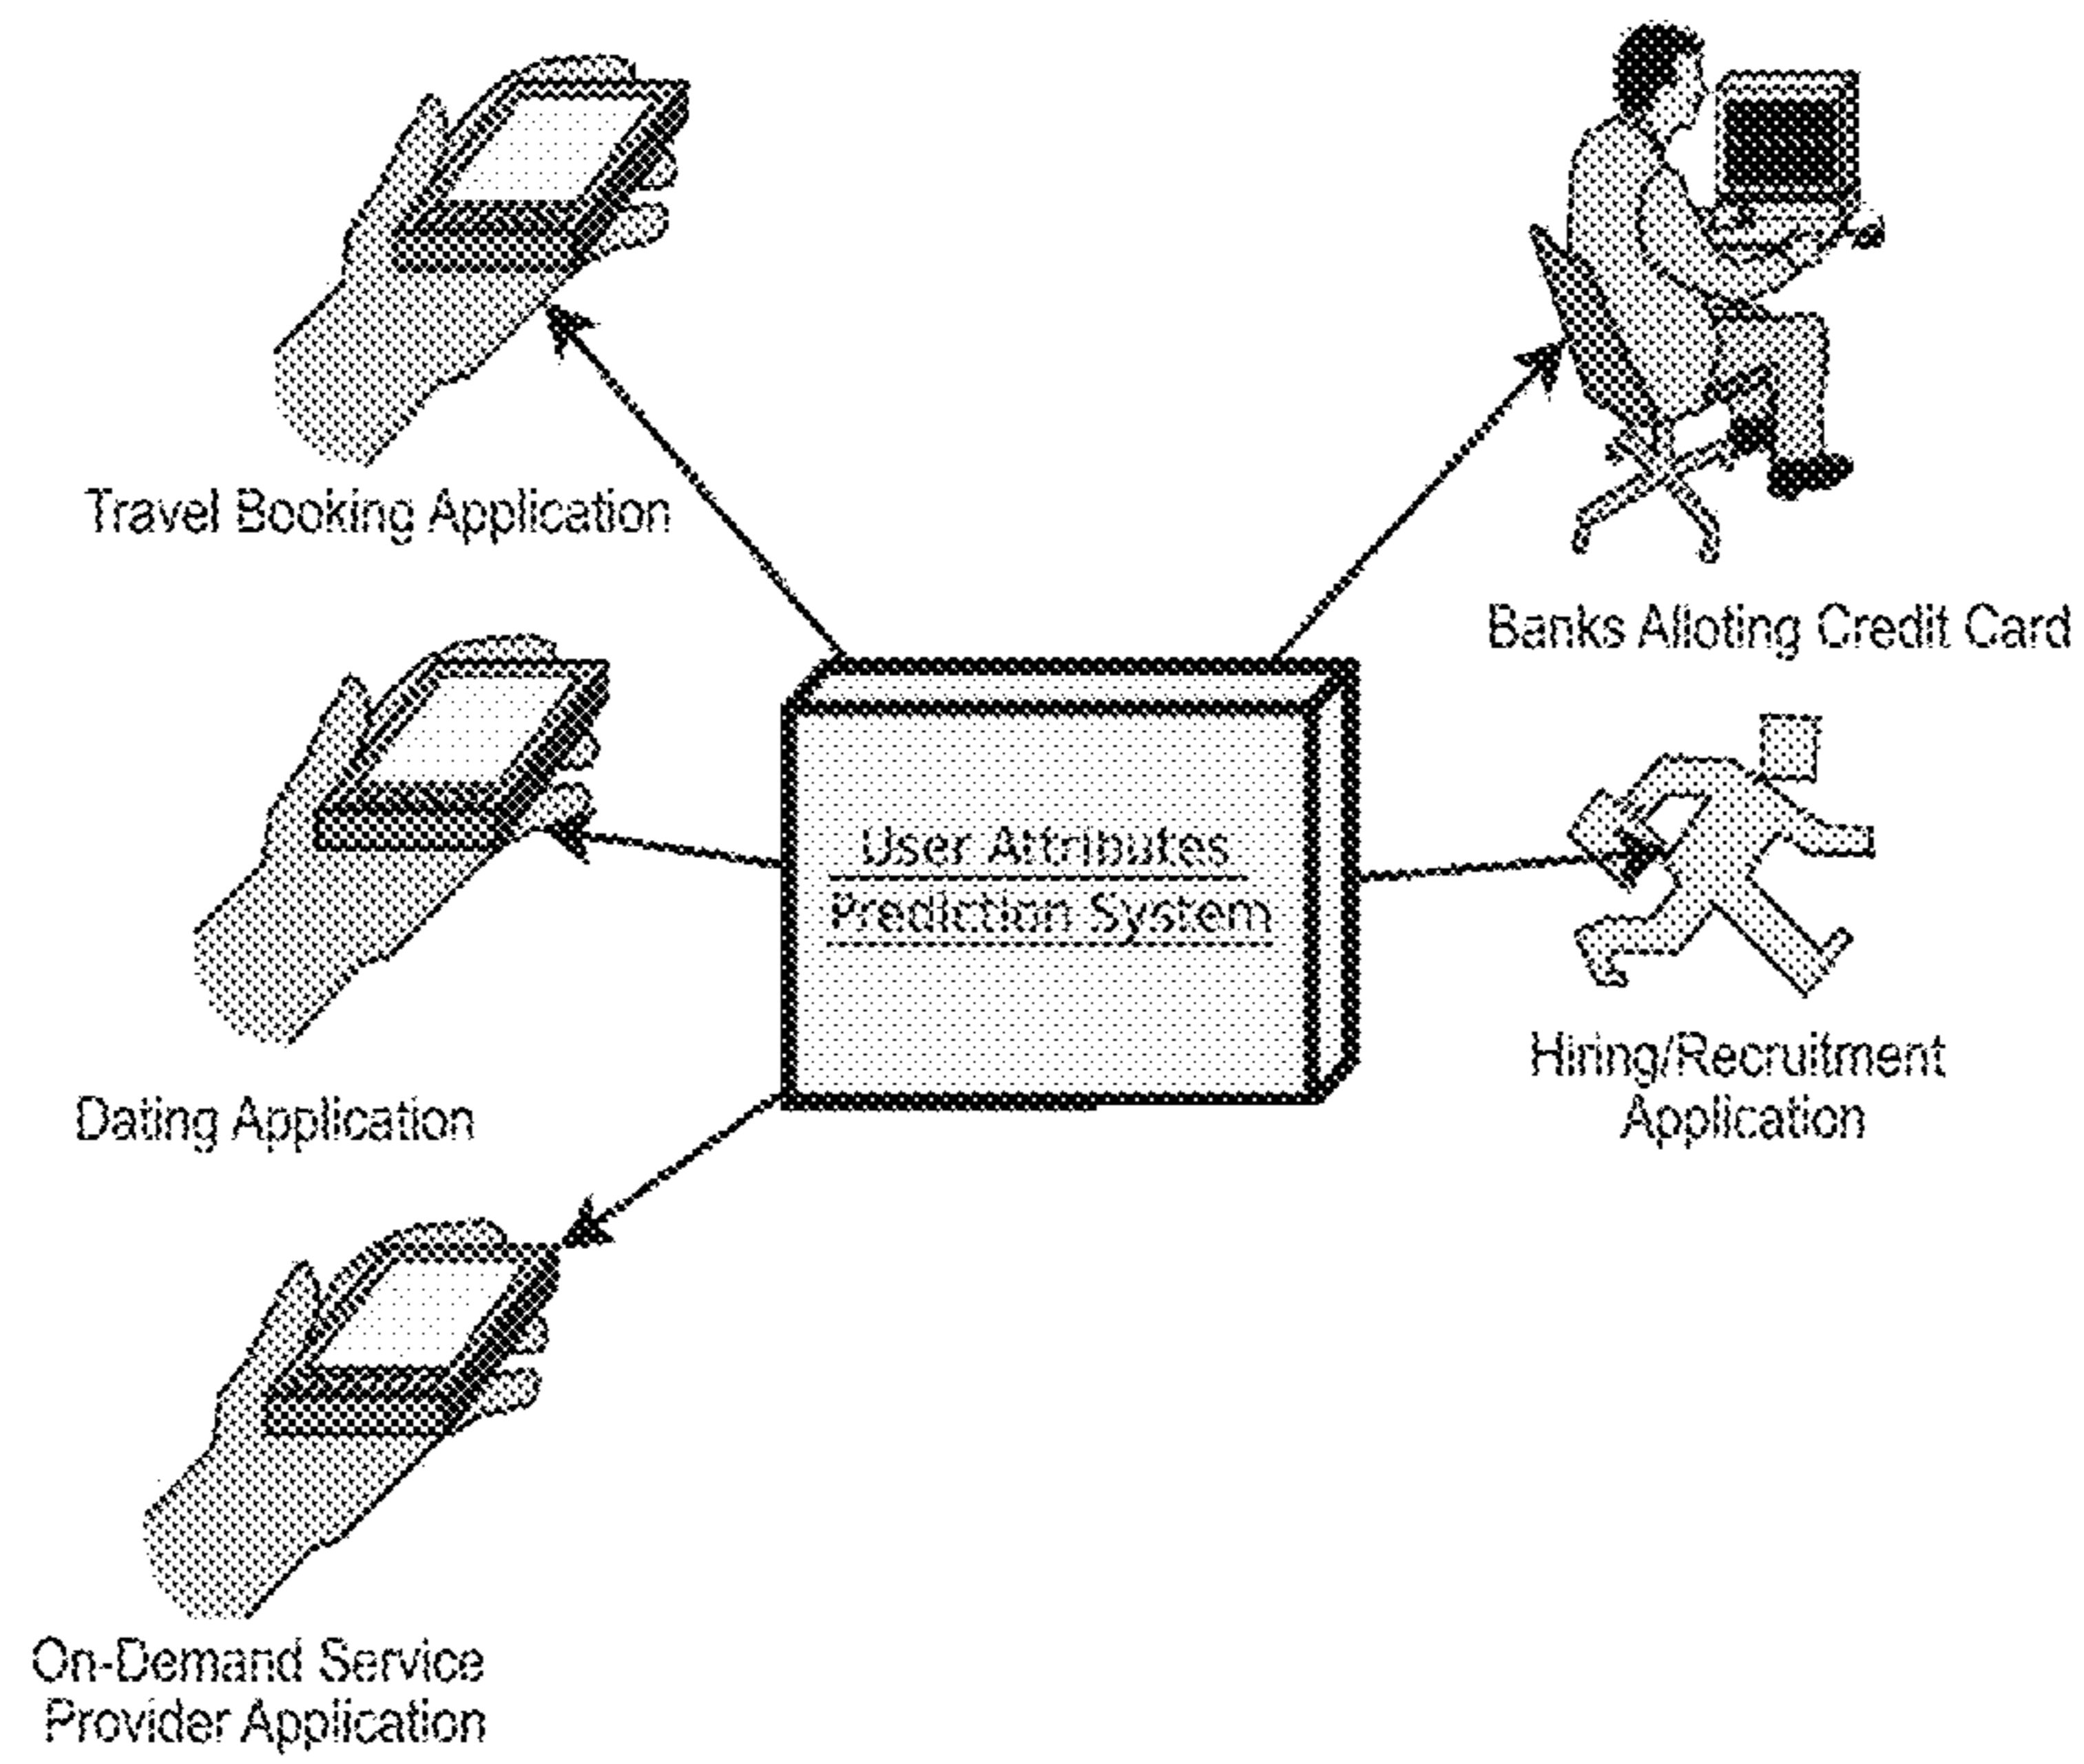 Travel Booking Application
Banks Alloting Credit Card
User Attributes
Prediction System
Dating Application
Hiring/Recruitment
Application
On-Demand Service
Provider Application